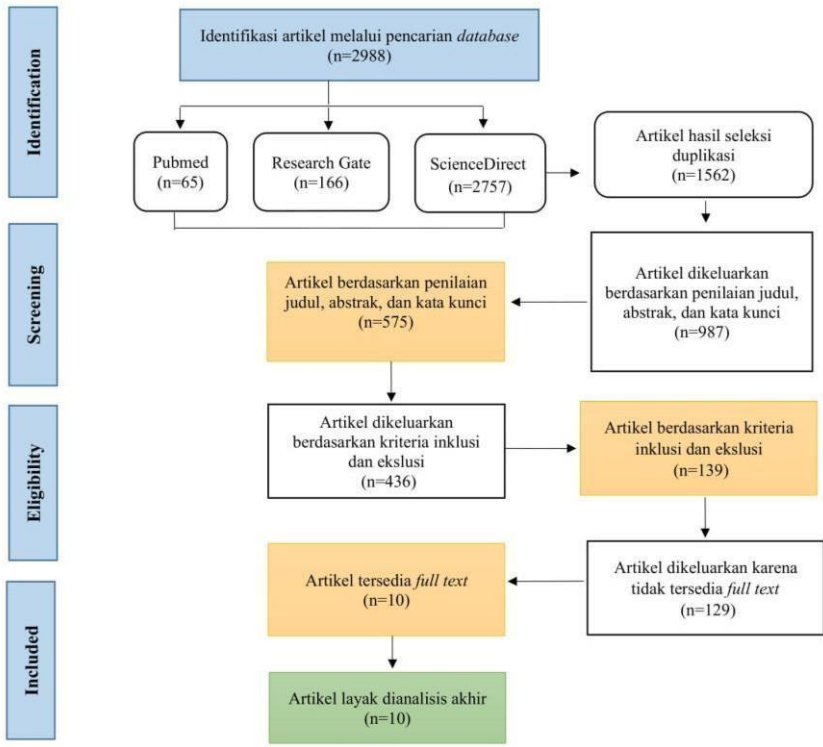 Identification
Identifikasi artikel melalui pencarian database
(n=2988)
Pubmed
(n=65)
Research Gate
(n=166)
ScienceDirect
(n=2757)
Artikel hasil seleksi
duplikasi
(n=1562)
Screening
Artikel berdasarkan penilaian
judul, abstrak, dan kata kunci
(n=575)
Artikel dikeluarkan
berdasarkan penilaian judul,
abstrak, dan kata kunci
(n=987)
Eligibility
Artikel dikeluarkan
berdasarkan kriteria inklusi
dan ekslusi
(n=436)
Artikel berdasarkan kriteria
inklusi dan ekslusi
(n=139)
Artikel tersedia full text
(n=10)
Artikel dikeluarkan karena
tidak tersedia full text
(n=129)
Included
Artikel layak dianalisis akhir
(n=10)